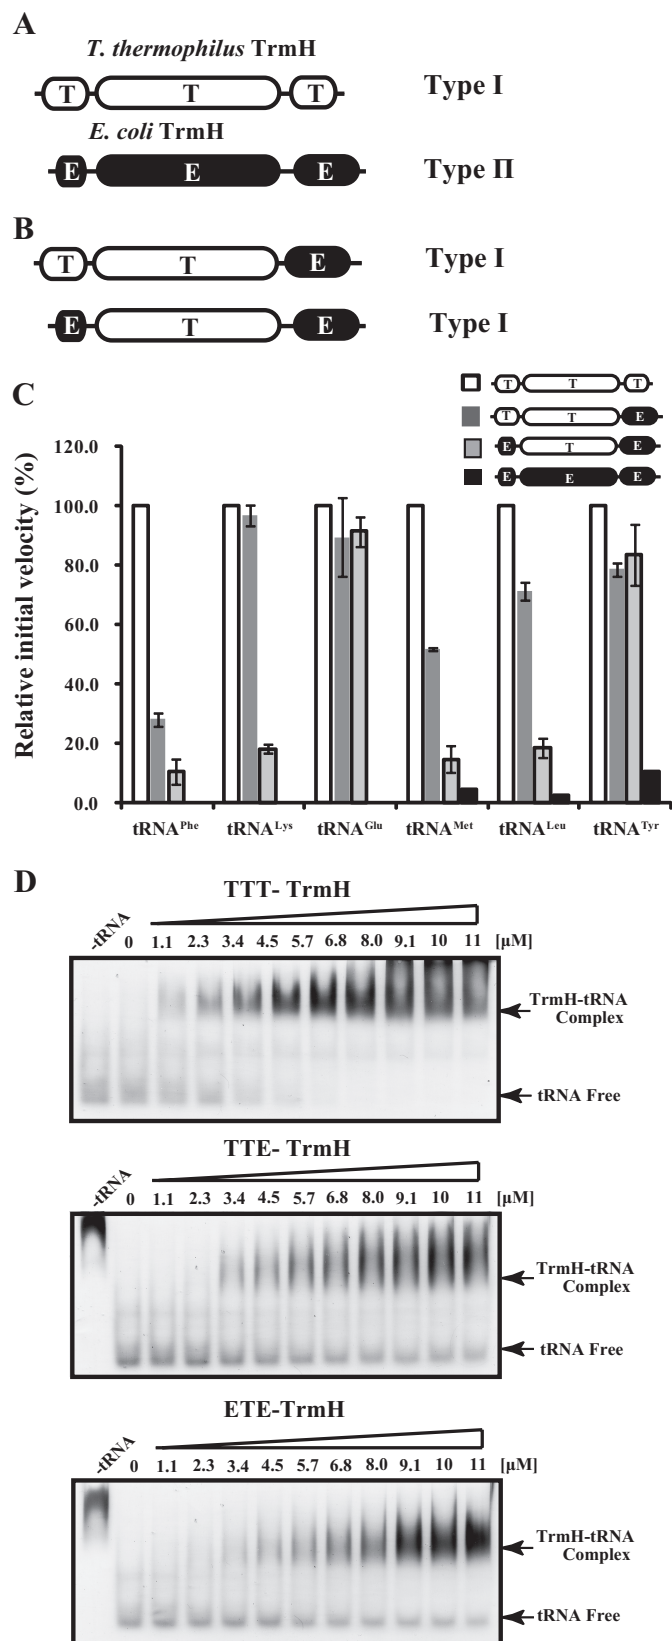 A
T. thermophilus TrmH
T T T Type I
E. coli TrmH
E E E Type II
B
T T E Type I
E T E Type I
C
T T T
T T E
E T E
E E E
Relative initial velocity (%)
120.0
100.0
80.0
60.0
40.0
20.0
0.0
tRNAPhe tRNALys tRNAGlu tRNAMet tRNALeu tRNATyr
D
TTT- TrmH
-tRNA 0 1.1 2.3 3.4 4.5 5.7 6.8 8.0 9.1 10 11 [μM]
TrmH-tRNA
Complex
tRNA Free
TTE- TrmH
-tRNA 0 1.1 2.3 3.4 4.5 5.7 6.8 8.0 9.1 10 11 [μM]
TrmH-tRNA
Complex
tRNA Free
ETE-TrmH
-tRNA 0 1.1 2.3 3.4 4.5 5.7 6.8 8.0 9.1 10 11 [μM]
TrmH-tRNA
Complex
tRNA Free